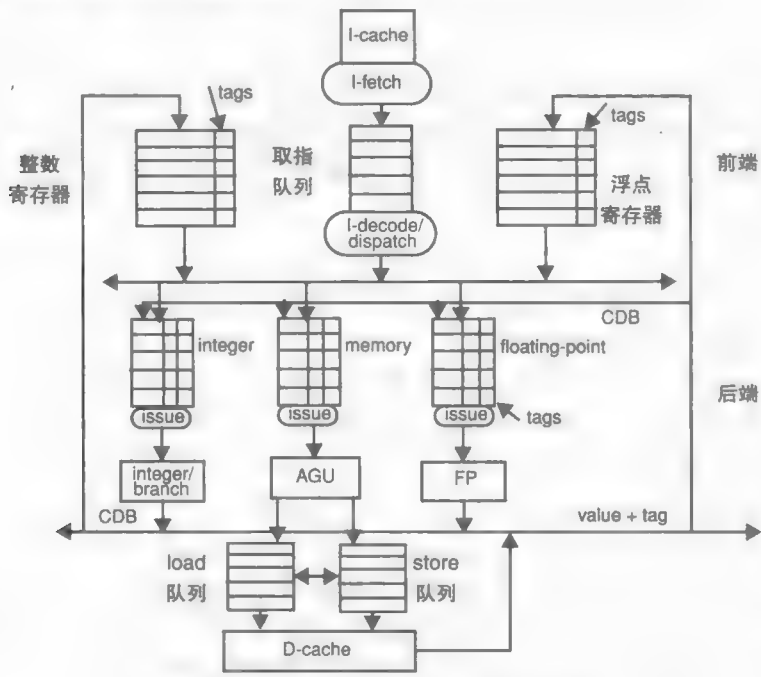 I-cache
I-fetch
tags
tags
整数
寄存器
取指
队列
浮点
寄存器
前端
I-decode/
dispatch
CDB
integer
memory
floating-point
后端
issue
issue
issue
tags
integer/
branch
AGU
FP
CDB
value + tag
load
队列
store
队列
D-cache